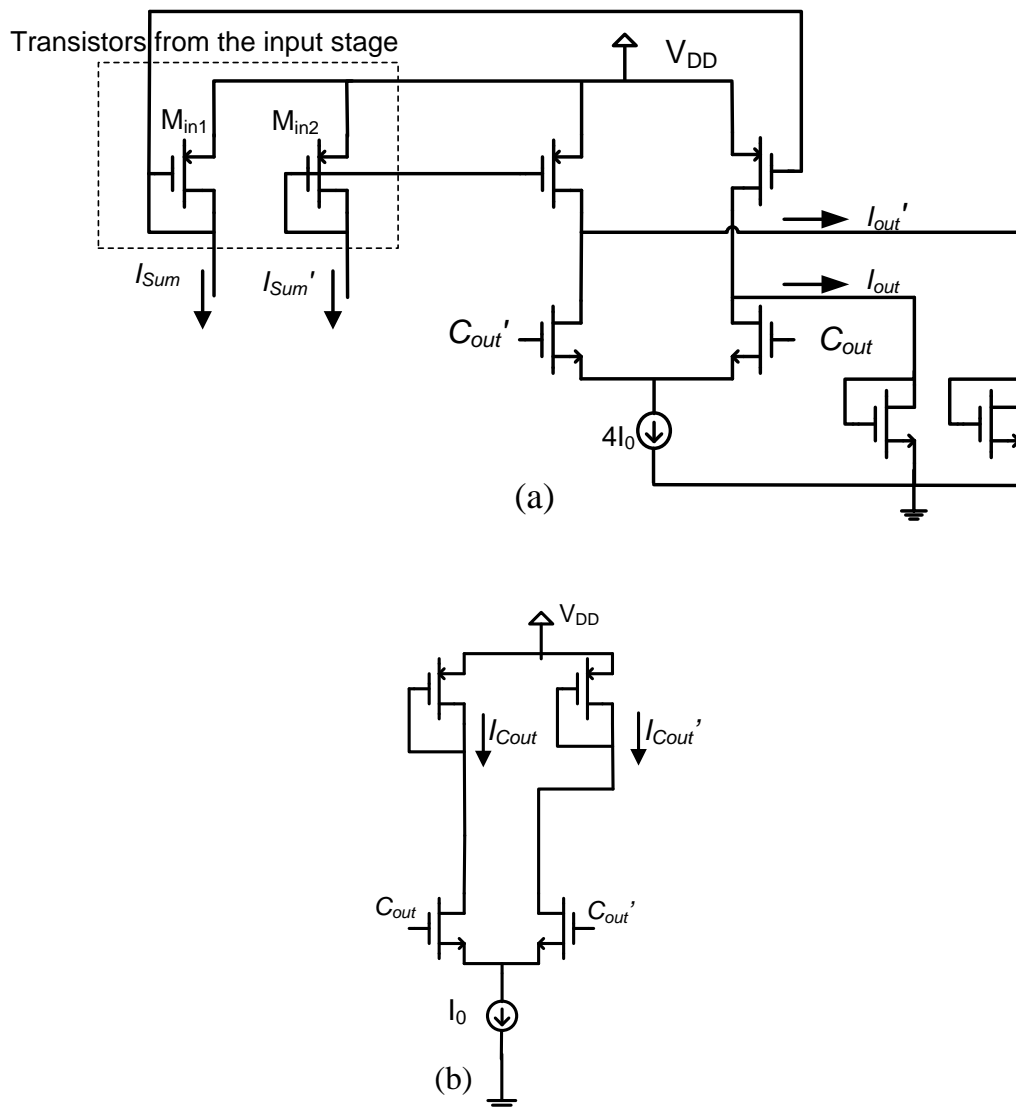 Transistors from the input stage
V_DD
M_in1
M_in2
I_out'
I_Sum
I_Sum'
I_out
C_out'
C_out
4I_0
(a)
V_DD
I_Cout
I_Cout'
C_out
C_out'
I_0
(b)